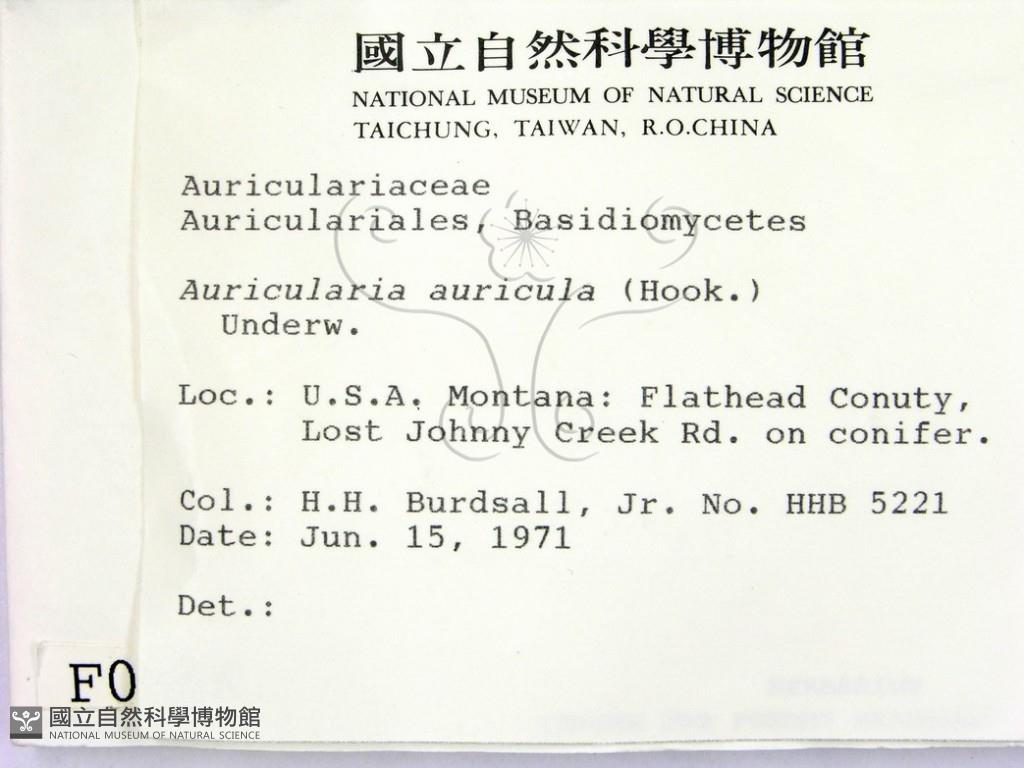 國立自然科學博物館
NATIONAL MUSEUM OF NATURAL SCIENCE
TAICHUNG, TAIWAN, R.O.CHINA
Auriculariaceae
Auriculariales, Basidiomycetes
Auricularia auricula (Hook.)
Underw.
Loc.: U.S.A. Montana: Flathead Conuty,
Lost Johnny Creek Rd. on conifer.
Col.: H.H. Burdsall, Jr. No. HHB 5221
Date: Jun. 15, 1971
Det.:
F0
國立自然科學博物館
NATIONAL MUSEUM OF NATURAL SCIENCE